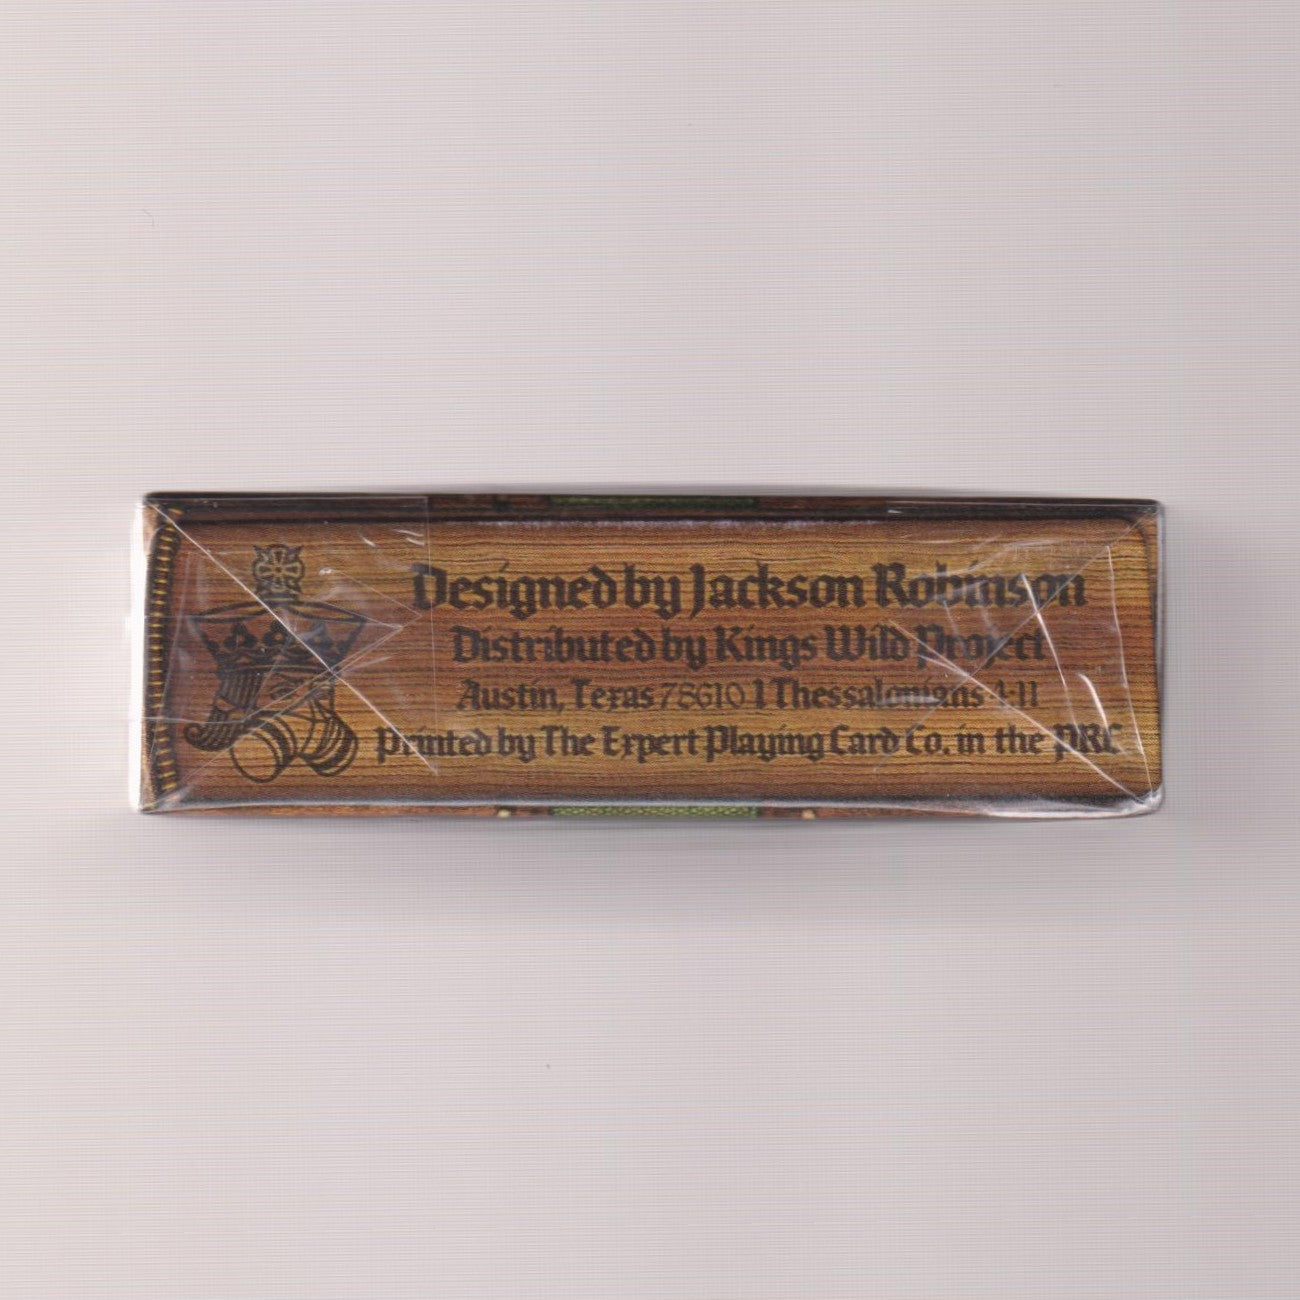 Designed by Jackson Robinson
Distributed by Kings Wild Project
Austin, Texas 78610 1 Thessalonians 4-11
Printed by The Expert Playing Card Co. in the PRC